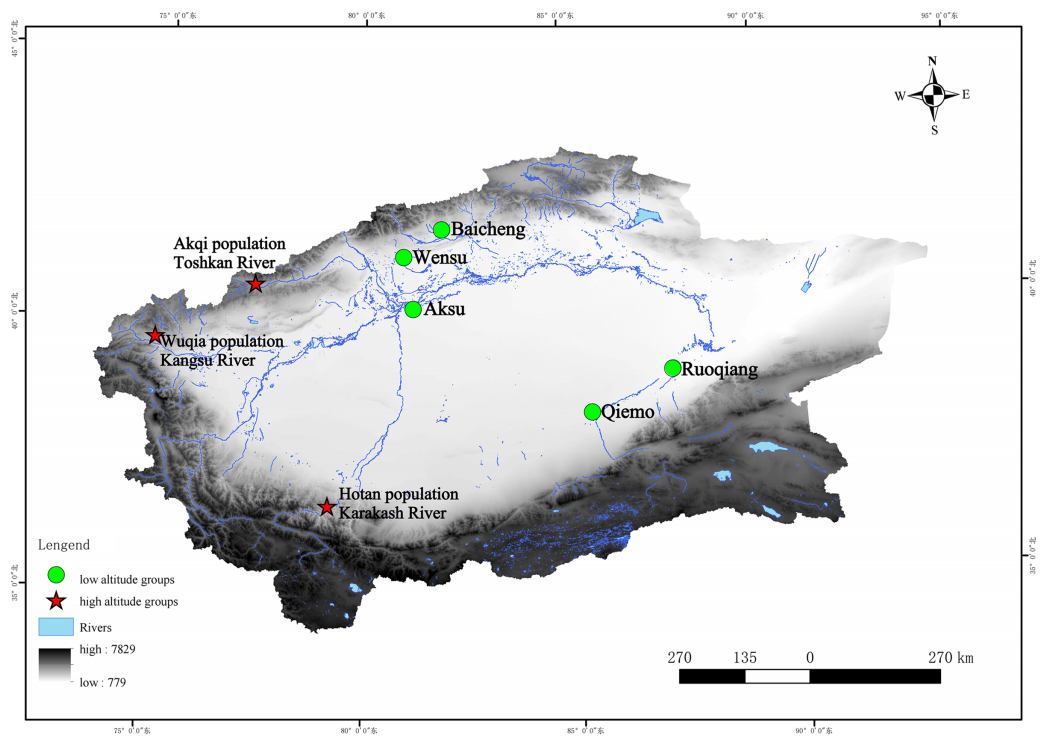 75° 0′0″东 80° 0′0″东 85° 0′0″东 90° 0′0″东 95° 0′0″东
45° 0′0″北
N
W E
S
Baicheng
Wensu
Akqi population
Toshkan River
40° 0′0″北
40° 0′0″北
Aksu
Wuqia population
Kangsu River
Ruoqiang
Qiemo
Hotan population
Karakash River
Lengend
low altitude groups
high altitude groups
Rivers
high : 7829
low : 779
35° 0′0″北
35° 0′0″北
270 135 0 270 km
75° 0′0″东 80° 0′0″东 85° 0′0″东 90° 0′0″东